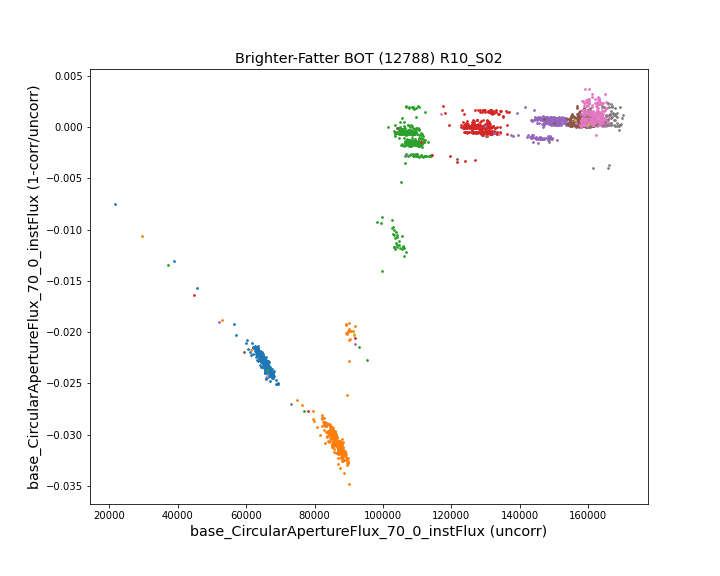 Brighter-Fatter BOT (12788) R10_S02
base_CircularApertureFlux_70_0_instFlux (1-corr/uncorr)
0.005
0.000
−0.005
−0.010
−0.015
−0.020
−0.025
−0.030
−0.035
20000 40000 60000 80000 100000 120000 140000 160000
base_CircularApertureFlux_70_0_instFlux (uncorr)